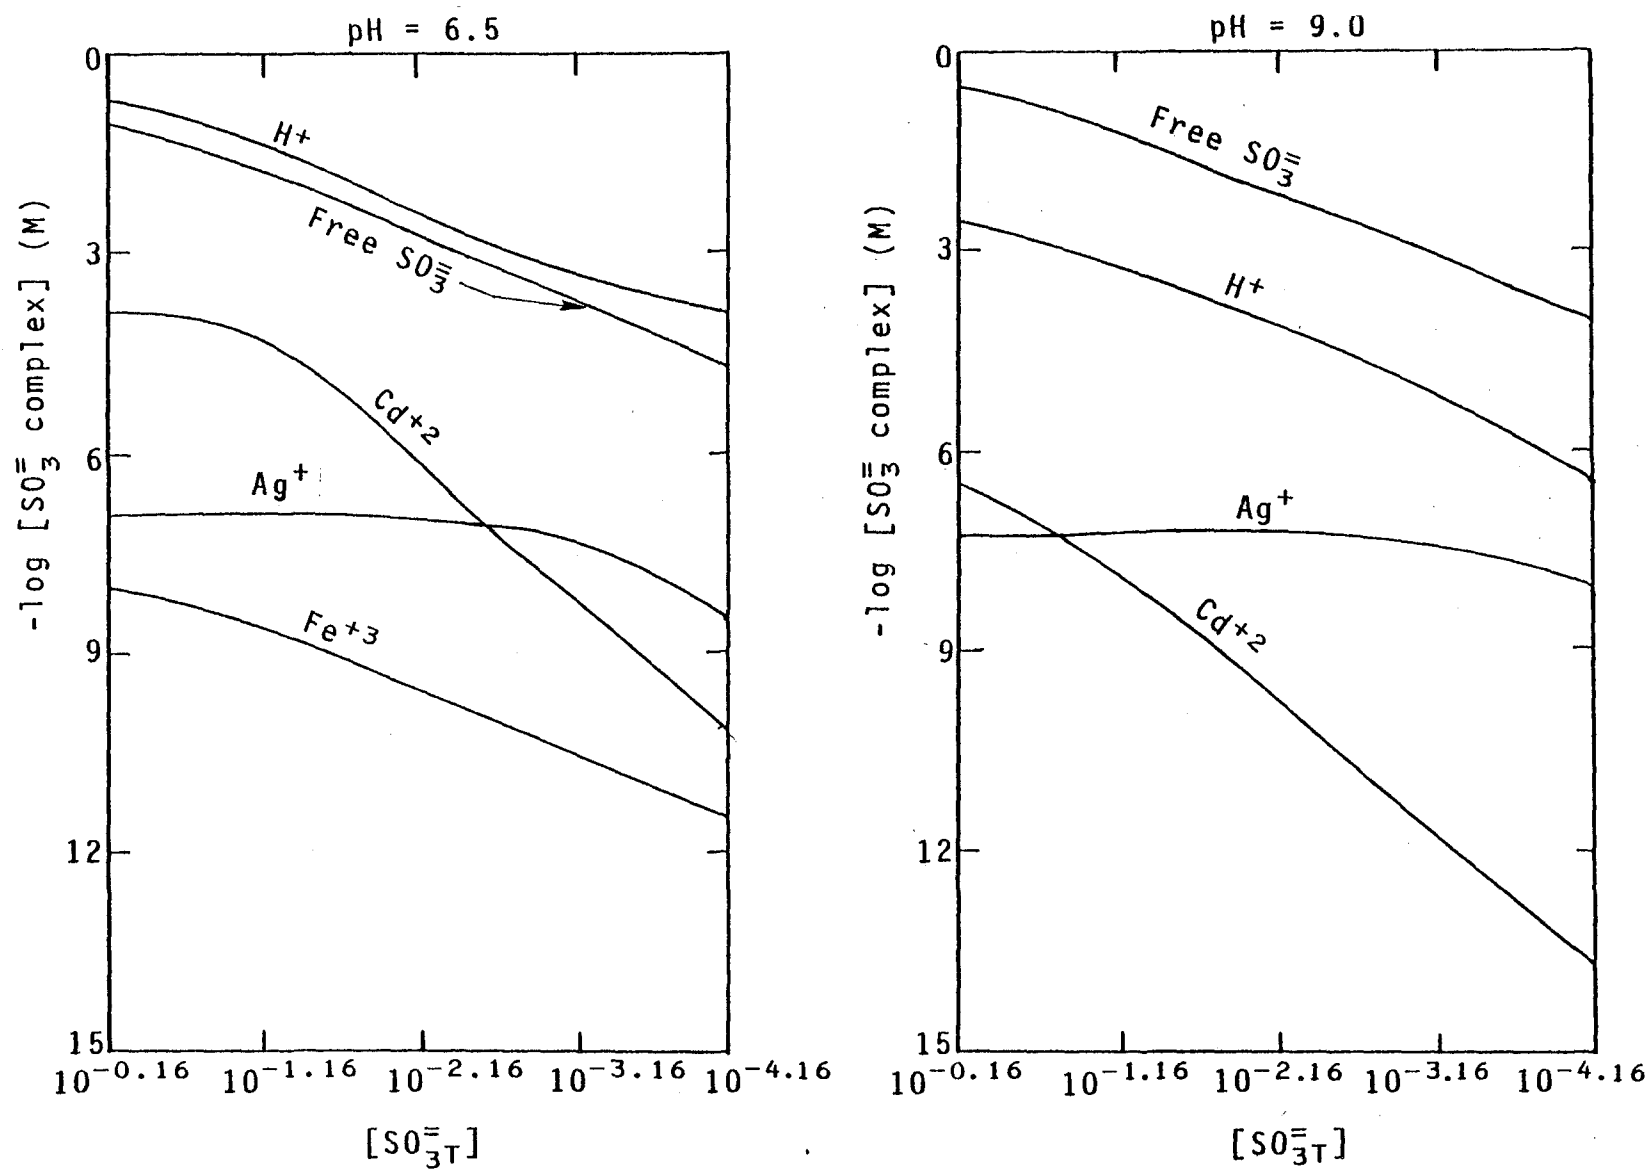 pH = 6.5
0
3
6
9
12
15
-log [SO₃⁼ complex] (M)
H+
Free SO₃⁼
Cd+2
Ag+
Fe+3
10-0.16 10-1.16 10-2.16 10-3.16 10-4.16
[SO₃⁼T]
pH = 9.0
0
3
6
9
12
15
-log [SO₃⁼ complex] (M)
Free SO₃⁼
H+
Ag+
Cd+2
10-0.16 10-1.16 10-2.16 10-3.16 10-4.16
[SO₃⁼T]